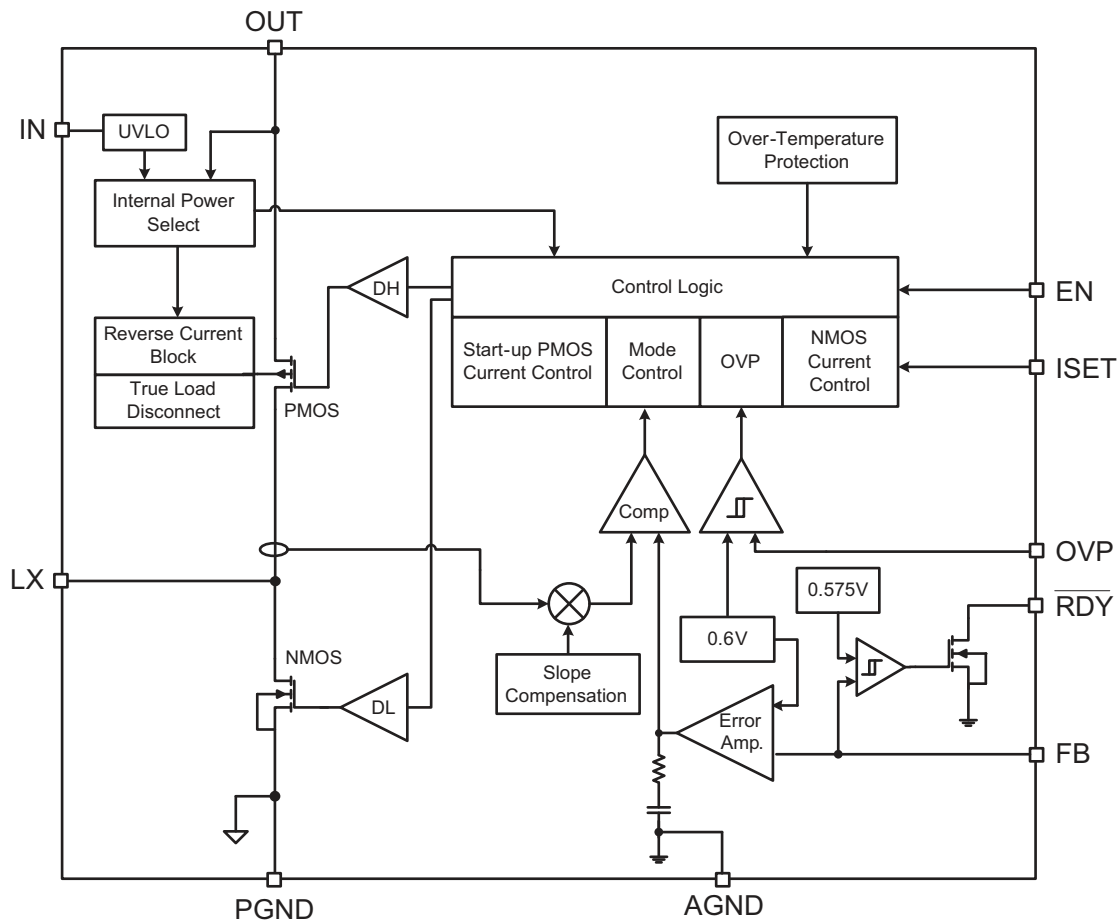 OUT
IN
UVLO
Over-Temperature
Protection
Internal Power
Select
DH
Control Logic
EN
Reverse Current
Block
Start-up PMOS
Current Control
Mode
Control
OVP
NMOS
Current
Control
ISET
True Load
Disconnect
PMOS
Comp
OVP
LX
0.575V
RDY
0.6V
NMOS
Slope
Compensation
DL
Error
Amp.
FB
PGND
AGND